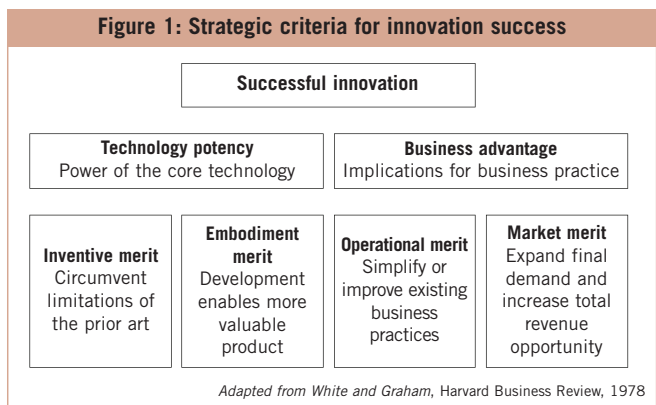 Figure 1: Strategic criteria for innovation success
Successful innovation
Technology potency
Power of the core technology
Business advantage
Implications for business practice
Inventive merit
Circumvent
limitations of
the prior art
Embodiment
merit
Development
enables more
valuable
product
Operational merit
Simplify or
improve existing
business
practices
Market merit
Expand final
demand and
increase total
revenue
opportunity
Adapted from White and Graham, Harvard Business Review, 1978